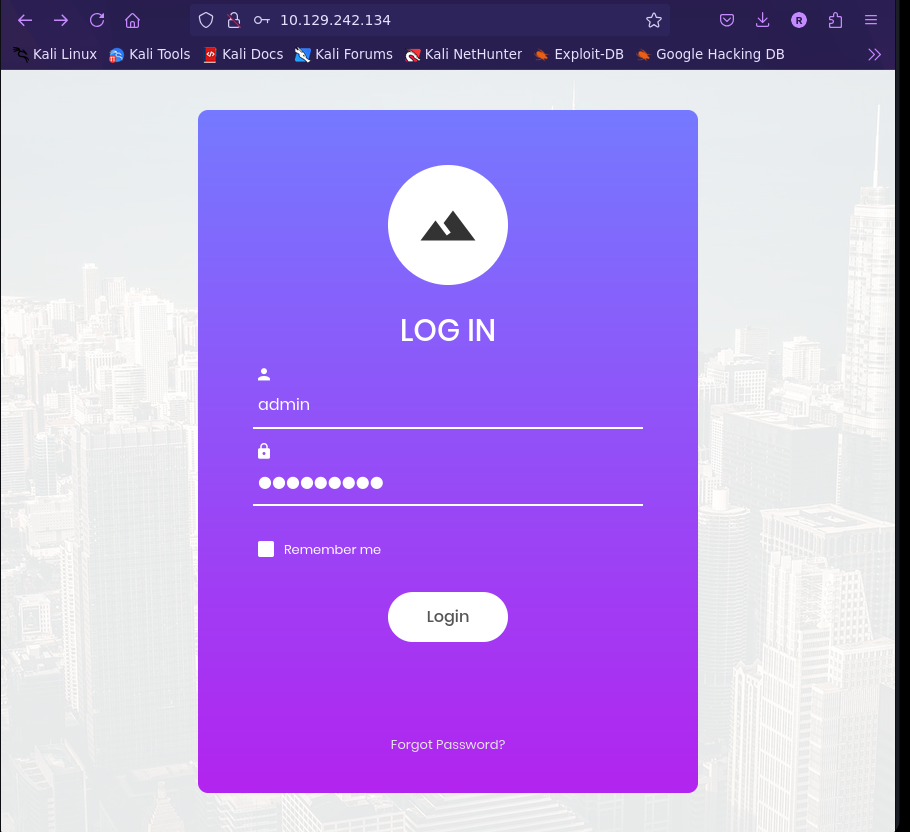 10.129.242.134
R
Kali Linux Kali Tools Kali Docs Kali Forums Kali NetHunter Exploit-DB Google Hacking DB
LOG IN
admin
Remember me
Login
Forgot Password?